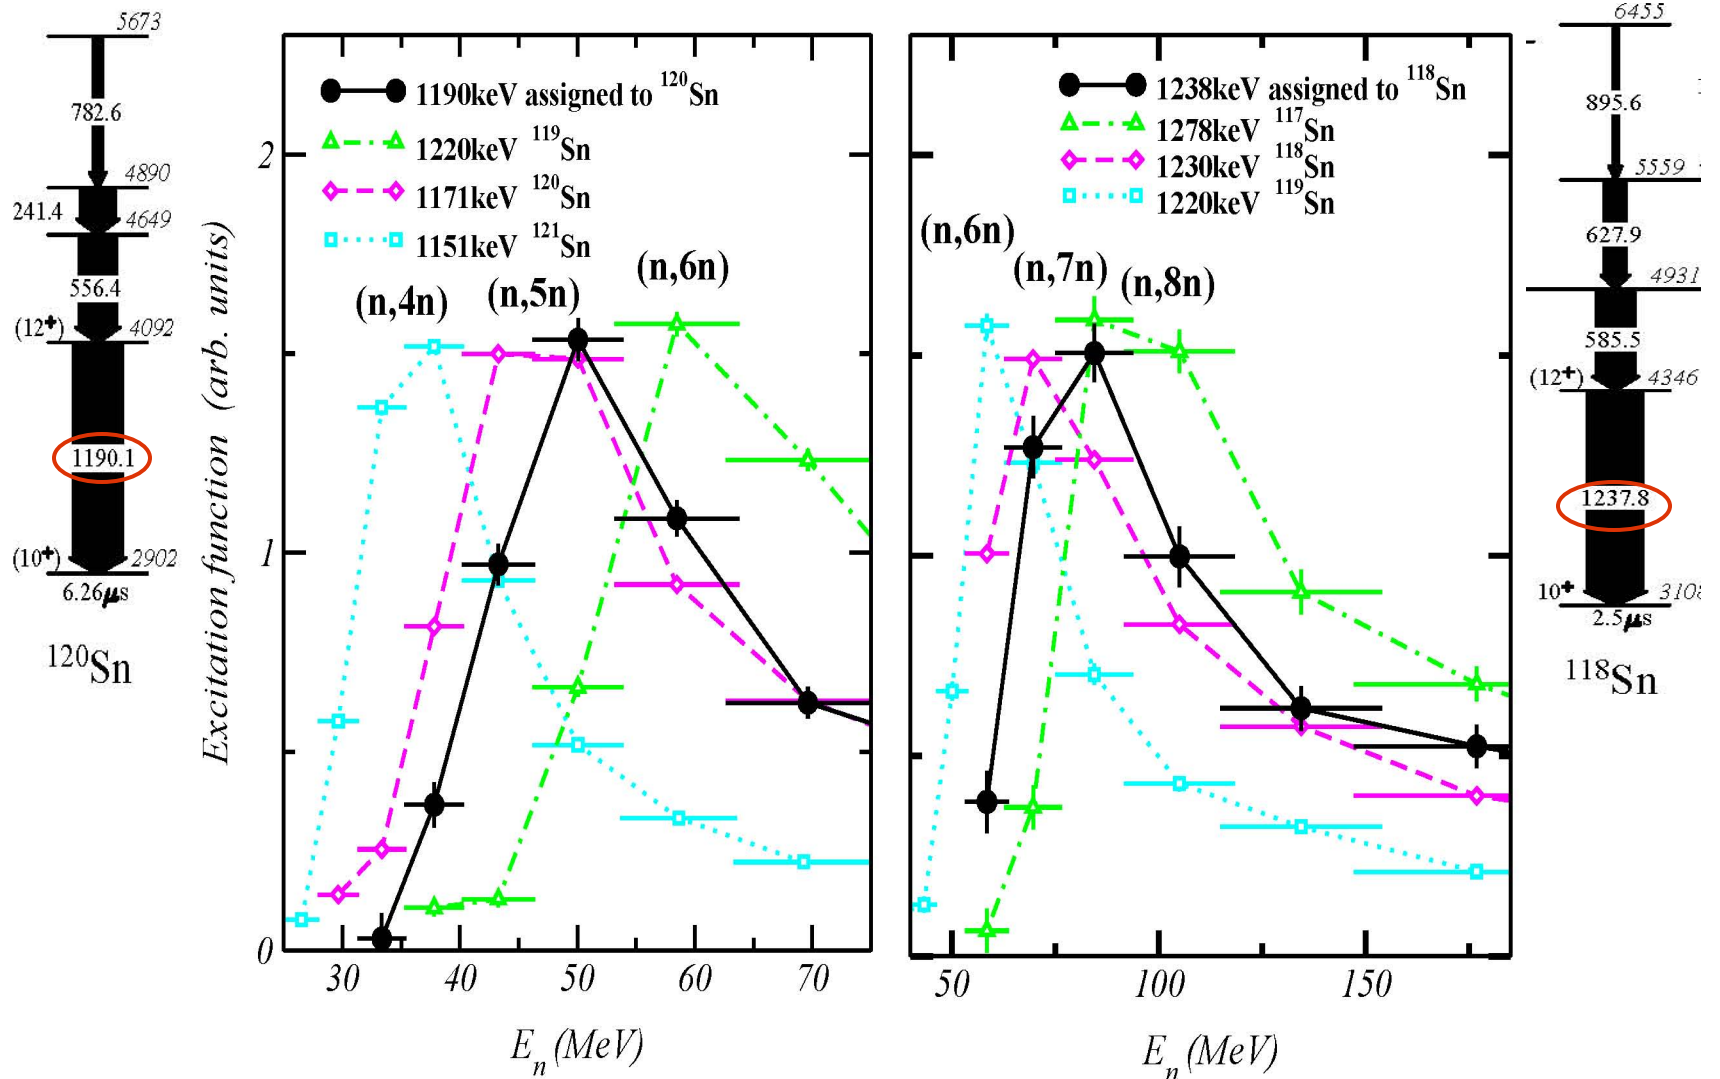 5673
782.6
4890
241.4
4649
556.4
(12+)
4092
1190.1
(10+)
2902
6.26μs
¹²⁰Sn
Excitation function (arb. units)
2
1
0
1190keV assigned to ¹²⁰Sn
1220keV ¹¹⁹Sn
1171keV ¹²⁰Sn
1151keV ¹²¹Sn
(n,4n)
(n,5n)
(n,6n)
30 40 50 60 70
Eₙ (MeV)
1238keV assigned to ¹¹⁸Sn
1278keV ¹¹⁷Sn
1230keV ¹¹⁸Sn
1220keV ¹¹⁹Sn
(n,6n)
(n,7n)
(n,8n)
50 100 150
Eₙ (MeV)
6455
895.6
5559
627.9
4931
585.5
(12+)
4346
1237.8
10+
3108
2.5μs
¹¹⁸Sn